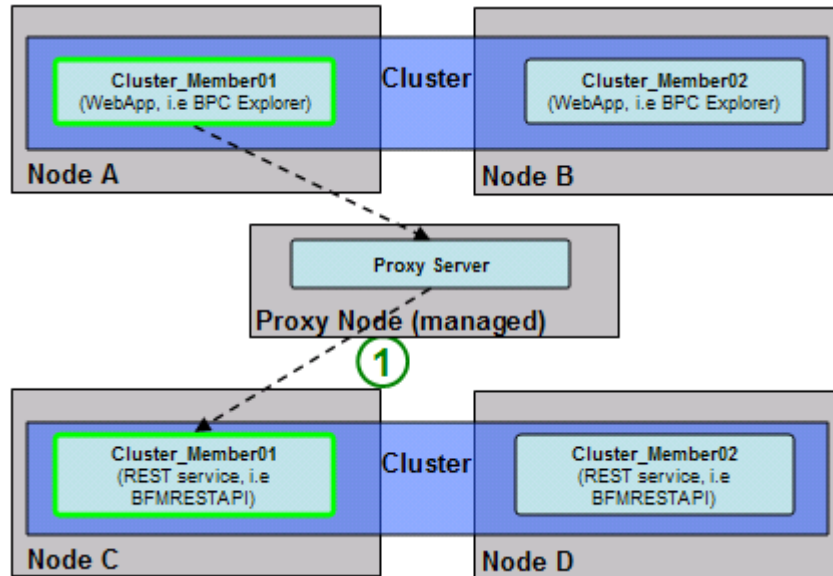 Cluster_Member01
(WebApp, i.e BPC Explorer)
Cluster
Cluster_Member02
(WebApp, i.e BPC Explorer)
Node A
Node B
Proxy Server
Proxy Node (managed)
1
Cluster_Member01
(REST service, i.e
BFMRESTAPI)
Cluster
Cluster_Member02
(REST service, i.e
BFMRESTAPI)
Node C
Node D